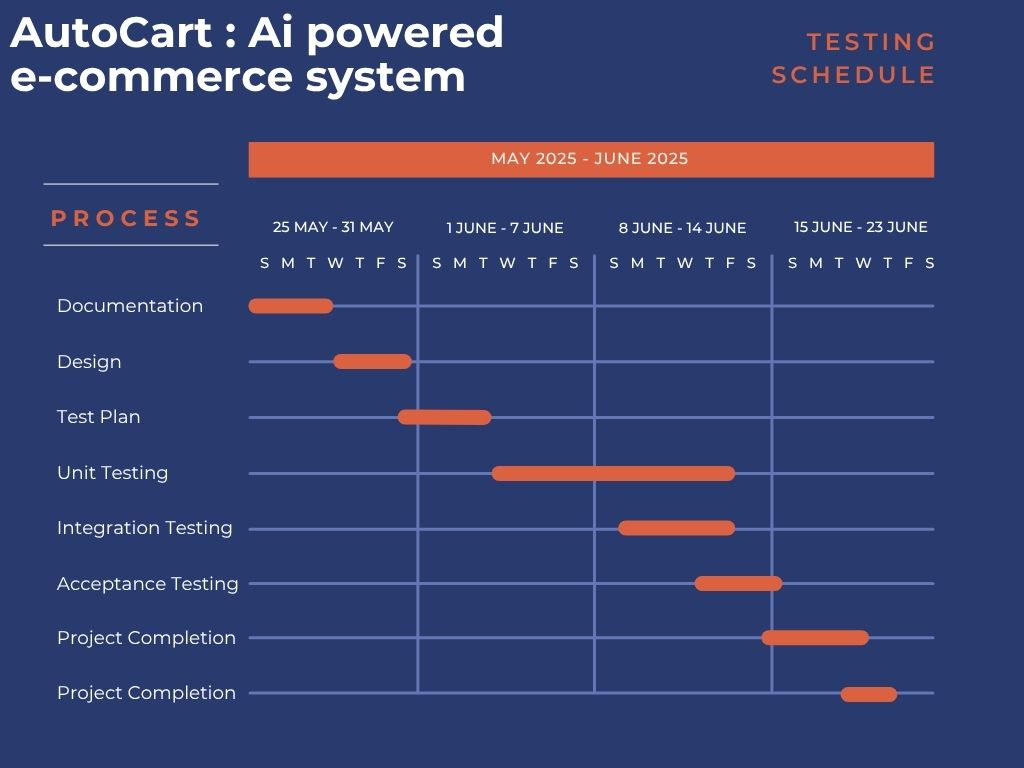 AutoCart : Ai powered
e-commerce system
TESTING
SCHEDULE
MAY 2025 - JUNE 2025
PROCESS
25 MAY - 31 MAY
1 JUNE - 7 JUNE
8 JUNE - 14 JUNE
15 JUNE - 23 JUNE
S M T W T F S
S M T W T F S
S M T W T F S
S M T W T F S
Documentation
Design
Test Plan
Unit Testing
Integration Testing
Acceptance Testing
Project Completion
Project Completion